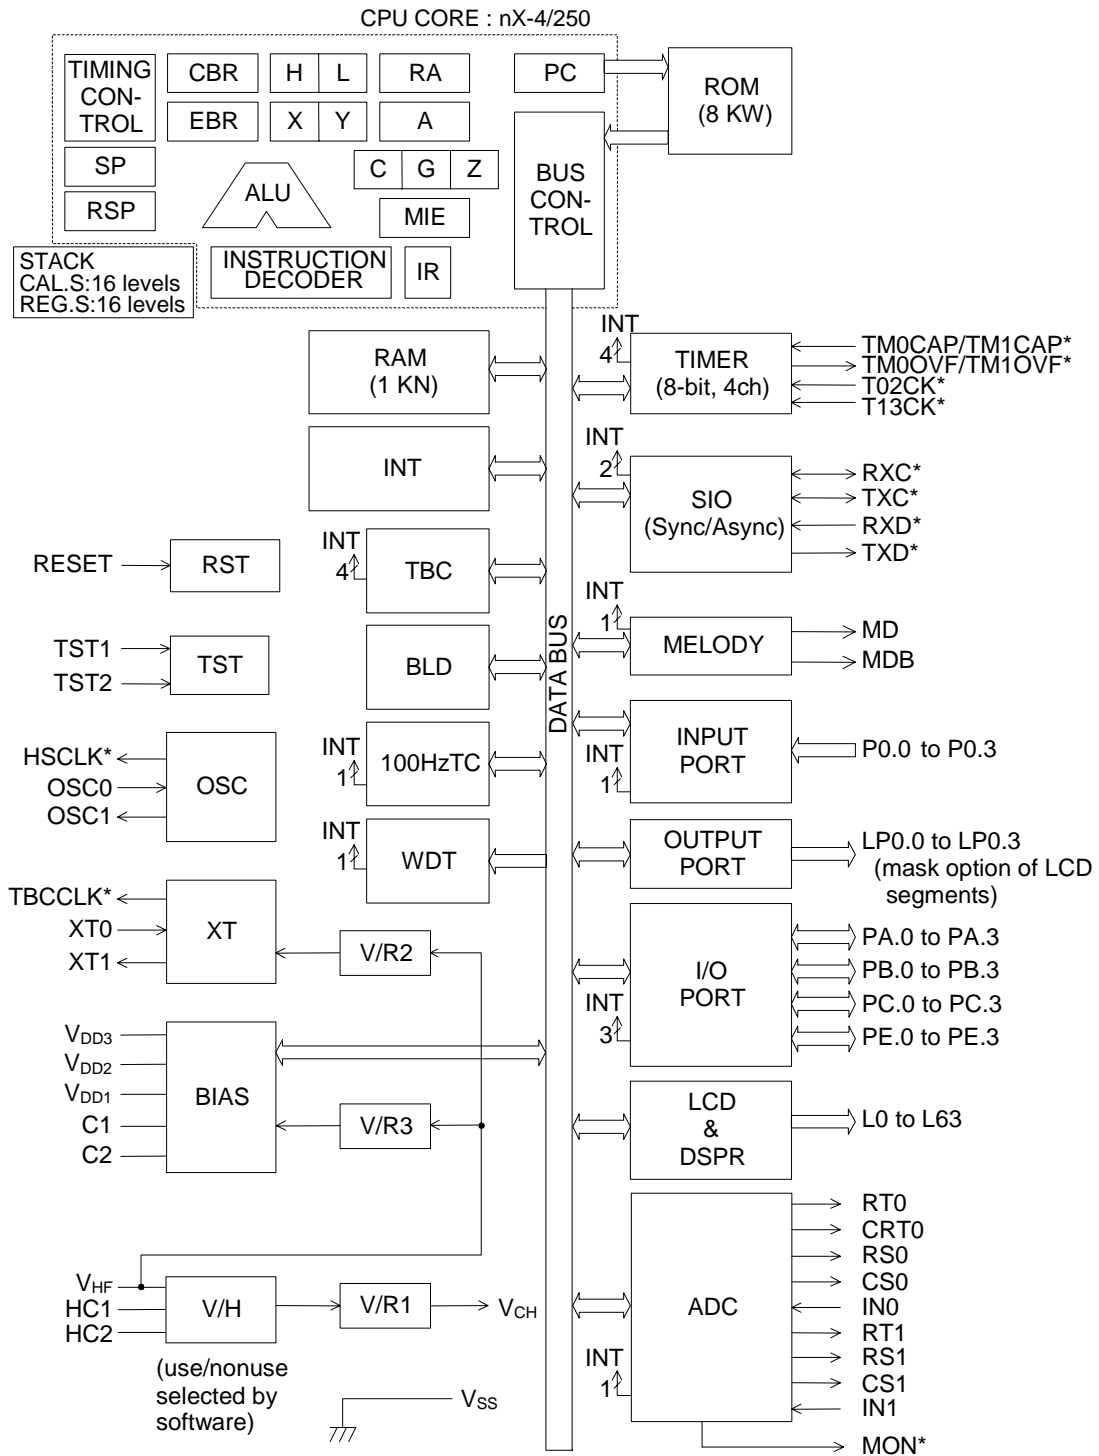 CPU CORE : nX-4/250
TIMING
CON-
TROL
CBR
H
L
RA
PC
ROM
(8 KW)
EBR
X
Y
A
SP
C
G
Z
BUS
CON-
TROL
RSP
ALU
MIE
STACK
CAL.S:16 levels
REG.S:16 levels
INSTRUCTION
DECODER
IR
RAM
(1 KN)
INT
4
TIMER
(8-bit, 4ch)
TM0CAP/TM1CAP*
TM0OVF/TM1OVF*
T02CK*
T13CK*
INT
INT
2
SIO
(Sync/Async)
RXC*
TXC*
RXD*
TXD*
RESET
RST
INT
4
TBC
TST1
TST2
TST
BLD
DATA BUS
INT
1
MELODY
MD
MDB
HSCLK*
OSC0
OSC1
OSC
INT
1
100HzTC
INT
1
INPUT
PORT
P0.0 to P0.3
INT
1
WDT
OUTPUT
PORT
LP0.0 to LP0.3
(mask option of LCD
segments)
TBCCLK*
XT0
XT1
XT
V/R2
INT
3
I/O
PORT
PA.0 to PA.3
PB.0 to PB.3
PC.0 to PC.3
PE.0 to PE.3
VDD3
VDD2
VDD1
C1
C2
BIAS
V/R3
LCD
&
DSPR
L0 to L63
VHF
HC1
HC2
V/H
V/R1
VCH
(use/nonuse
selected by
software)
VSS
INT
1
ADC
RT0
CRT0
RS0
CS0
IN0
RT1
RS1
CS1
IN1
MON*